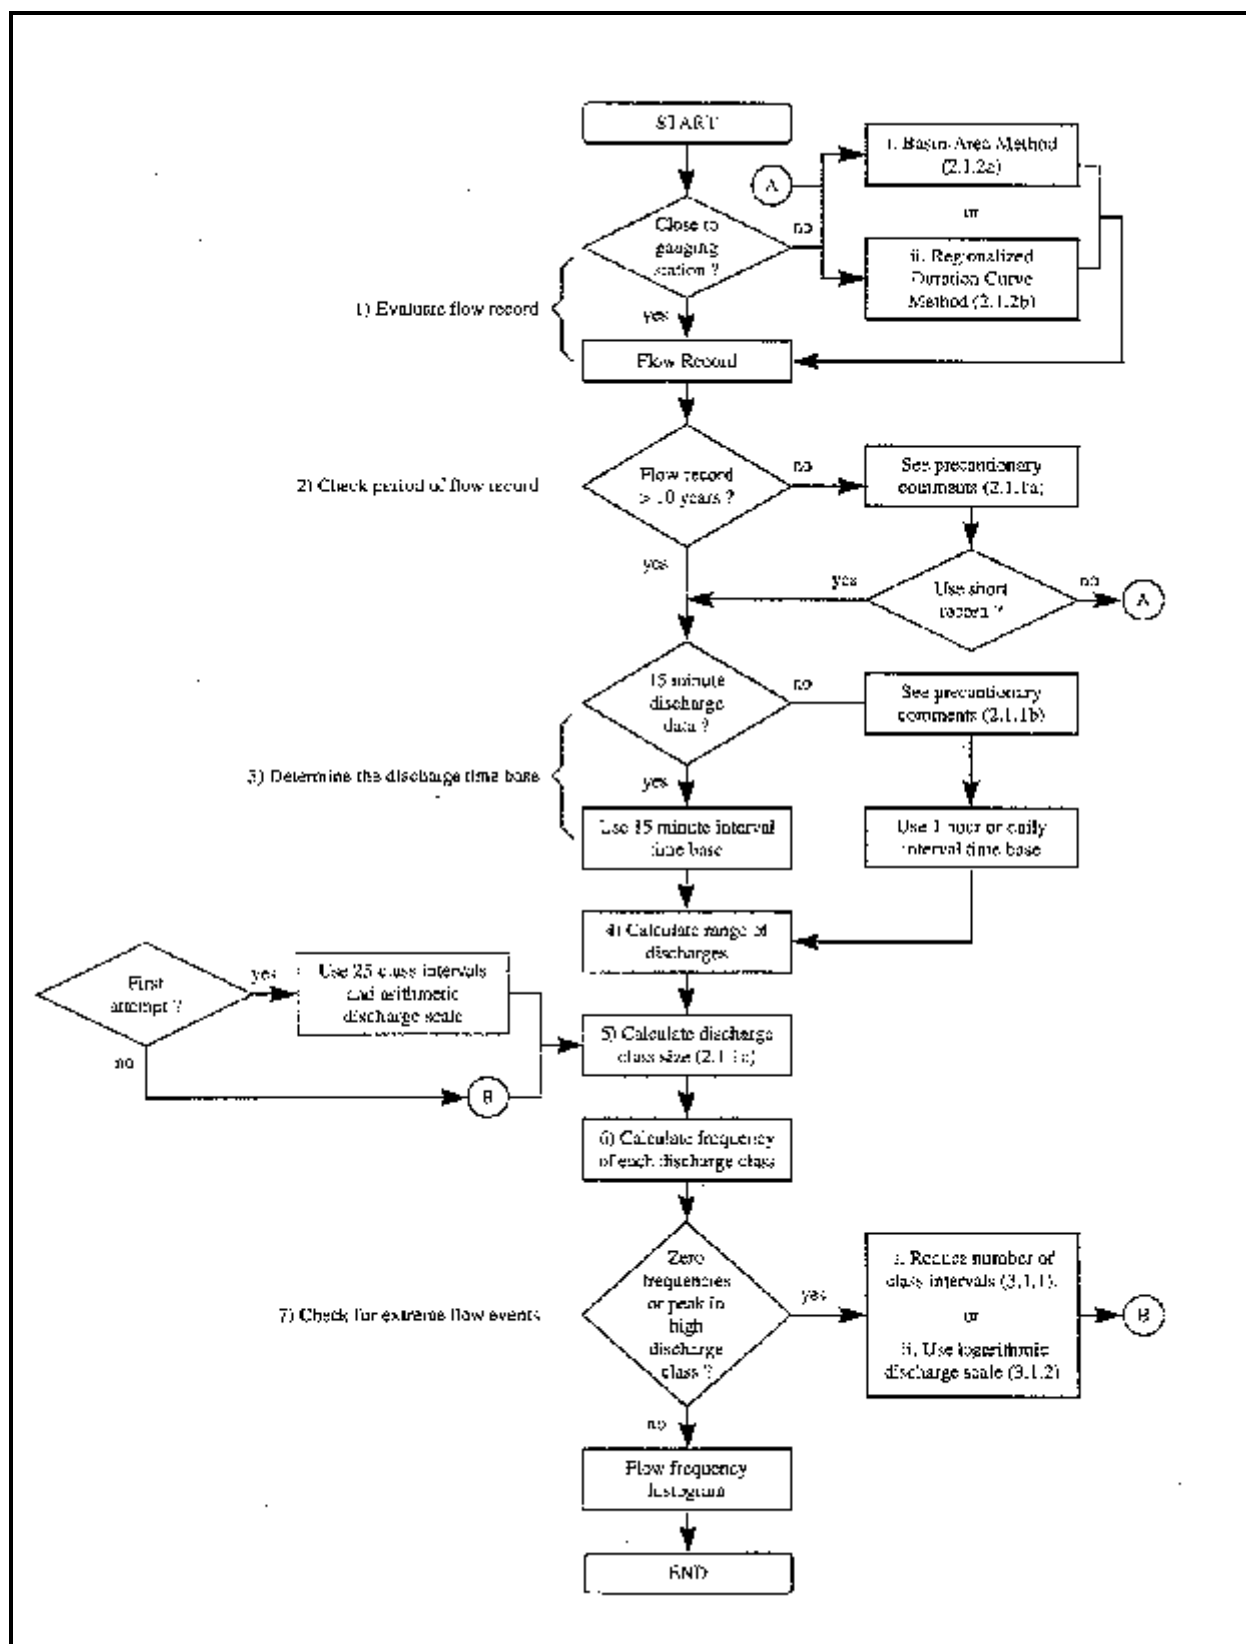 START
i. Basin-Area Method
(2.1.2a)
A
or
no
Close to
gauging
station ?
ii. Regionalized
Duration Curve
Method (2.1.2b)
1) Evaluate flow record
yes
Flow Record
no
Flow record
> 10 years ?
See precautionary
comments (2.1.1a)
2) Check period of flow record
yes
yes
Use short
record ?
no
A
15 minute
discharge
data ?
no
See precautionary
comments (2.1.1b)
3) Determine the discharge time base
yes
Use 15 minute interval
time base
Use 1 hour or daily
interval time base
4) Calculate range of
discharges
First
attempt ?
yes
Use 25 class intervals
and arithmetic
discharge scale
5) Calculate discharge
class size (2.1.1c)
no
B
6) Calculate frequency
of each discharge class
Zero
frequencies
or peak in
high
discharge
class ?
7) Check for extreme flow events
yes
i. Reduce number of
class intervals (3.1.1).
or
ii. Use logarithmic
discharge scale (3.1.2)
B
no
Flow frequency
histogram
END